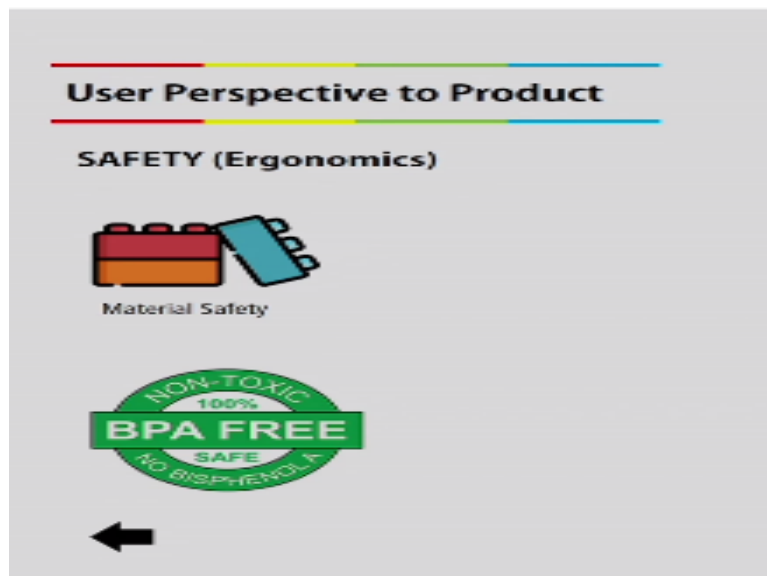 User Perspective to Product
SAFETY (Ergonomics)
Material Safety
NON-TOXIC
100%
BPA FREE
SAFE
NO BISPHENOL A